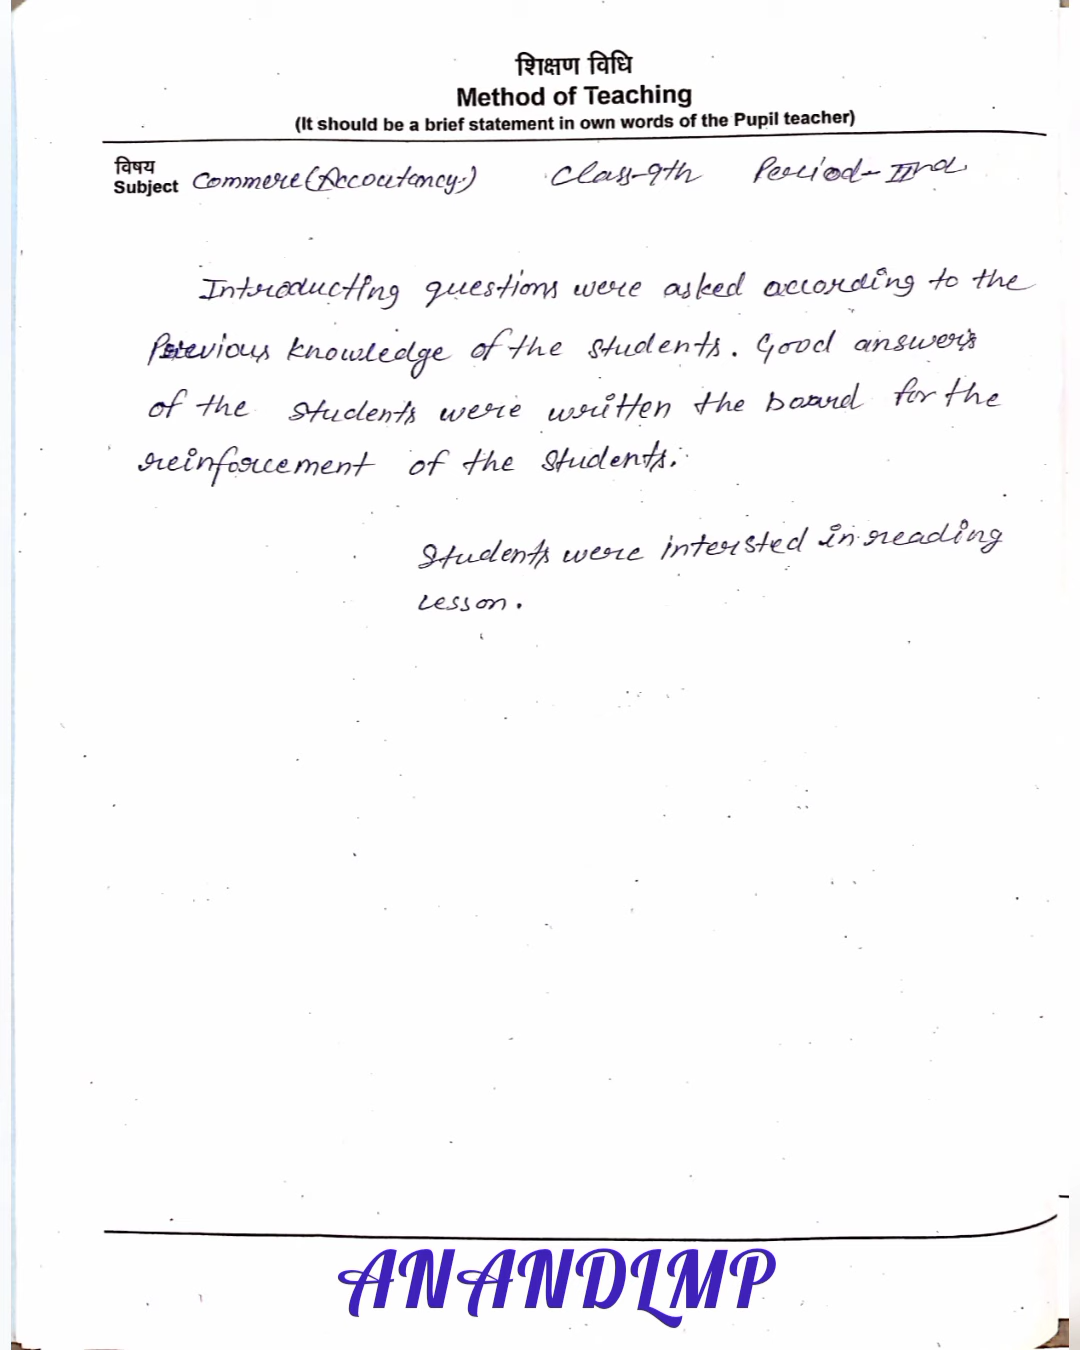 शिक्षण विधि
Method of Teaching
(It should be a brief statement in own words of the Pupil teacher)
विषय
Subject Commere (Accoutancy.) Class-9th Period-IInd
Introducting questions were asked according to the
Previous knowledge of the students. Good answers
of the students were written the board for the
reinforcement of the students.
Students were intersted in reading
Lesson.
ANANDLMP